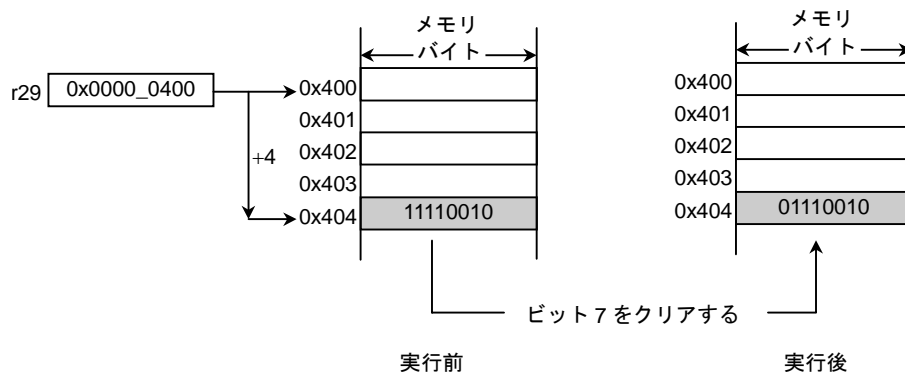 メモリ
バイト
r29 0x0000_0400
+4
0x400
0x401
0x402
0x403
0x404 11110010
メモリ
バイト
0x400
0x401
0x402
0x403
0x404 01110010
ビット 7 をクリアする
実行前
実行後